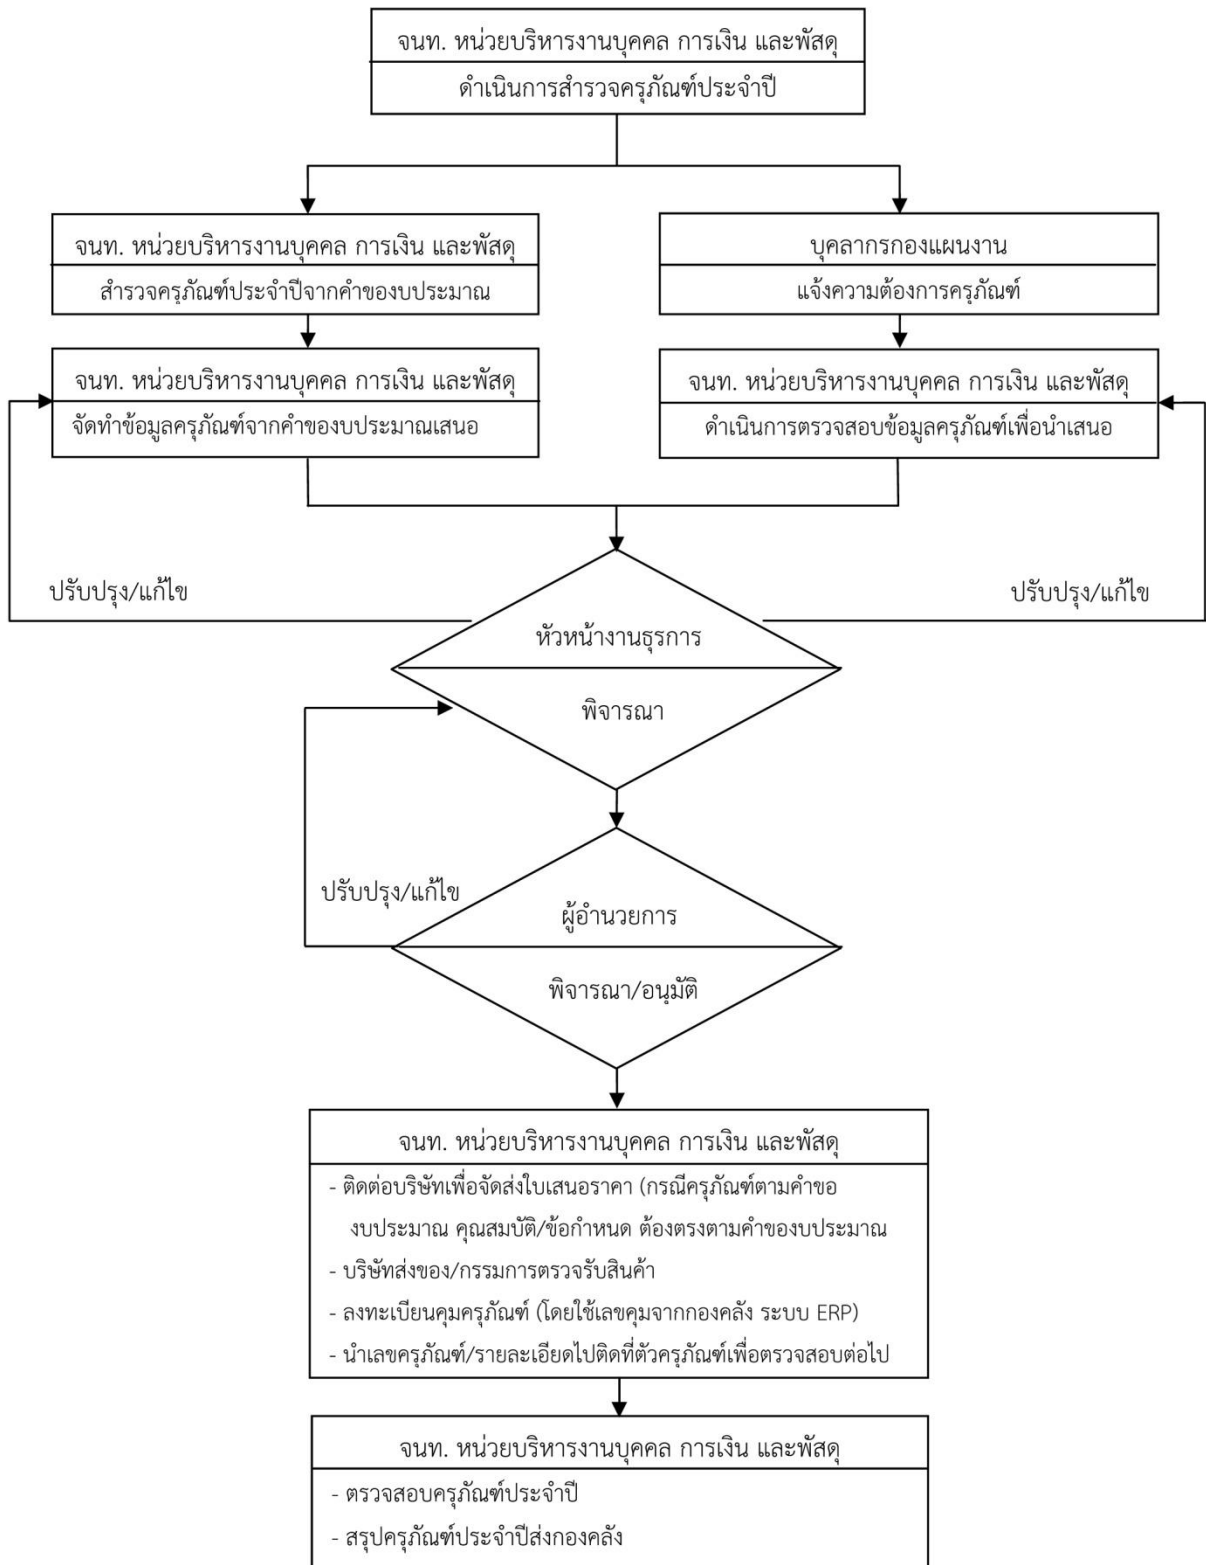 จนท. หน่วยบริหารงานบุคคล การเงิน และพัสดุ
ดำเนินการสำรวจครุภัณฑ์ประจำปี
จนท. หน่วยบริหารงานบุคคล การเงิน และพัสดุ
สำรวจครุภัณฑ์ประจำปีจากคำของบประมาณ
บุคลากรกองแผนงาน
แจ้งความต้องการครุภัณฑ์
จนท. หน่วยบริหารงานบุคคล การเงิน และพัสดุ
จัดทำข้อมูลครุภัณฑ์จากคำของบประมาณเสนอ
จนท. หน่วยบริหารงานบุคคล การเงิน และพัสดุ
ดำเนินการตรวจสอบข้อมูลครุภัณฑ์เพื่อนำเสนอ
ปรับปรุง/แก้ไข
ปรับปรุง/แก้ไข
หัวหน้างานธุรการ
พิจารณา
ปรับปรุง/แก้ไข
ผู้อำนวยการ
พิจารณา/อนุมัติ
จนท. หน่วยบริหารงานบุคคล การเงิน และพัสดุ
- ติดต่อบริษัทเพื่อจัดส่งใบเสนอราคา (กรณีครุภัณฑ์ตามคำขอ
งบประมาณ คุณสมบัติ/ข้อกำหนด ต้องตรงตามคำของบประมาณ
- บริษัทส่งของ/กรรมการตรวจรับสินค้า
- ลงทะเบียนคุมครุภัณฑ์ (โดยใช้เลขคุมจากกองคลัง ระบบ ERP)
- นำเลขครุภัณฑ์/รายละเอียดไปติดที่ตัวครุภัณฑ์เพื่อตรวจสอบต่อไป
จนท. หน่วยบริหารงานบุคคล การเงิน และพัสดุ
- ตรวจสอบครุภัณฑ์ประจำปี
- สรุปครุภัณฑ์ประจำปีส่งกองคลัง